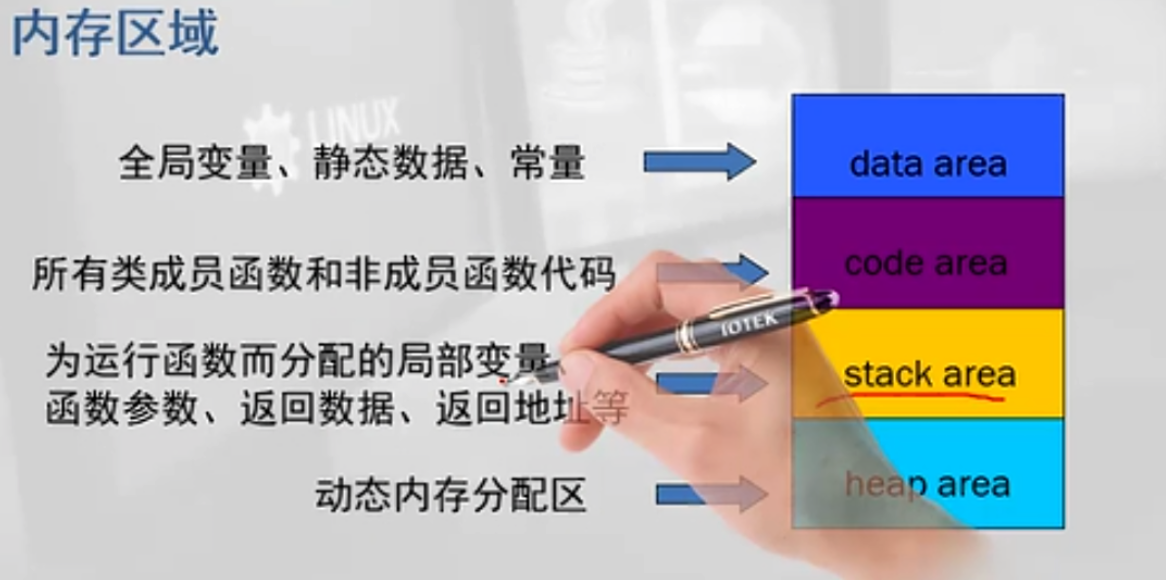 内存区域
LINUX
全局变量、静态数据、常量
data area
所有类成员函数和非成员函数代码
code area
为运行函数而分配的局部变量、
函数参数、返回数据、返回地址等
stack area
IOTEK
动态内存分配区
heap area